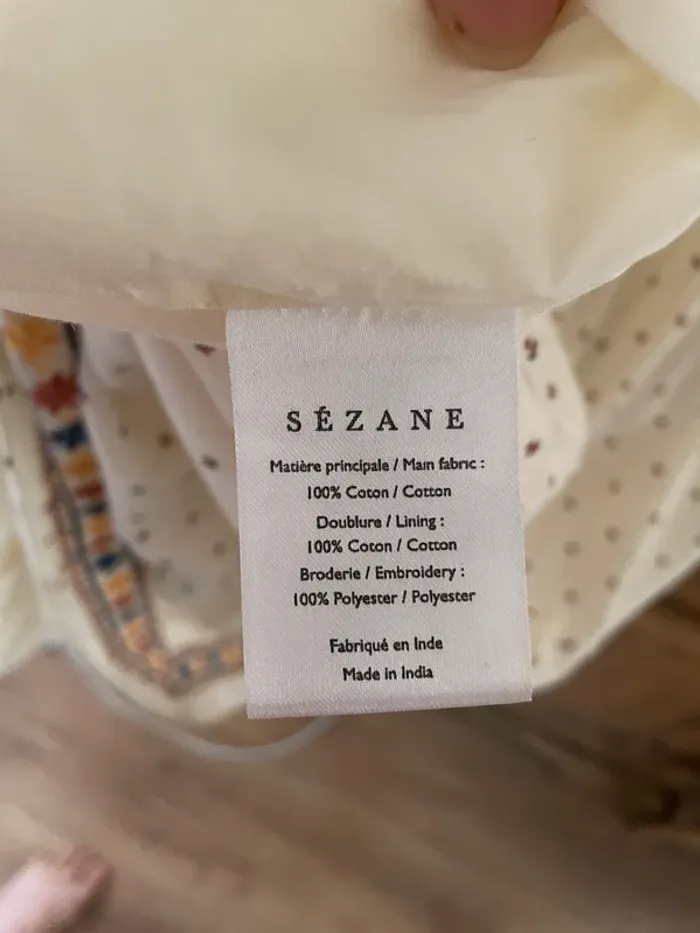 SÉZANE
Matière principale / Main fabric :
100% Coton / Cotton
Doublure / Lining :
100% Coton / Cotton
Broderie / Embroidery :
100% Polyester / Polyester
Fabriqué en Inde
Made in India